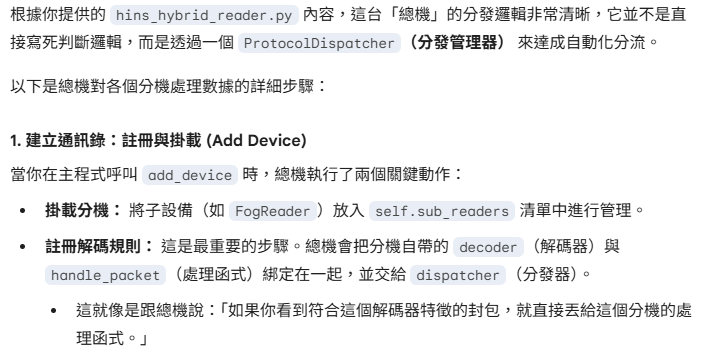 根據你提供的 hins_hybrid_reader.py 內容，這台「總機」的分發邏輯非常清晰，它並不是直
接寫死判斷邏輯，而是透過一個 ProtocolDispatcher（分發管理器） 來達成自動化分流。
以下是總機對各個分機處理數據的詳細步驟：
1. 建立通訊錄：註冊與掛載 (Add Device)
當你在主程式呼叫 add_device 時，總機執行了兩個關鍵動作：
• 掛載分機： 將子設備（如 FogReader）放入 self.sub_readers 清單中進行管理。
• 註冊解碼規則： 這是最重要的步驟。總機會把分機自帶的 decoder（解碼器）與
handle_packet（處理函式）綁定在一起，並交給 dispatcher（分發器）。
• 這就像是跟總機說：「如果你看到符合這個解碼器特徵的封包，就直接丟給這個分機的處
理函式。」